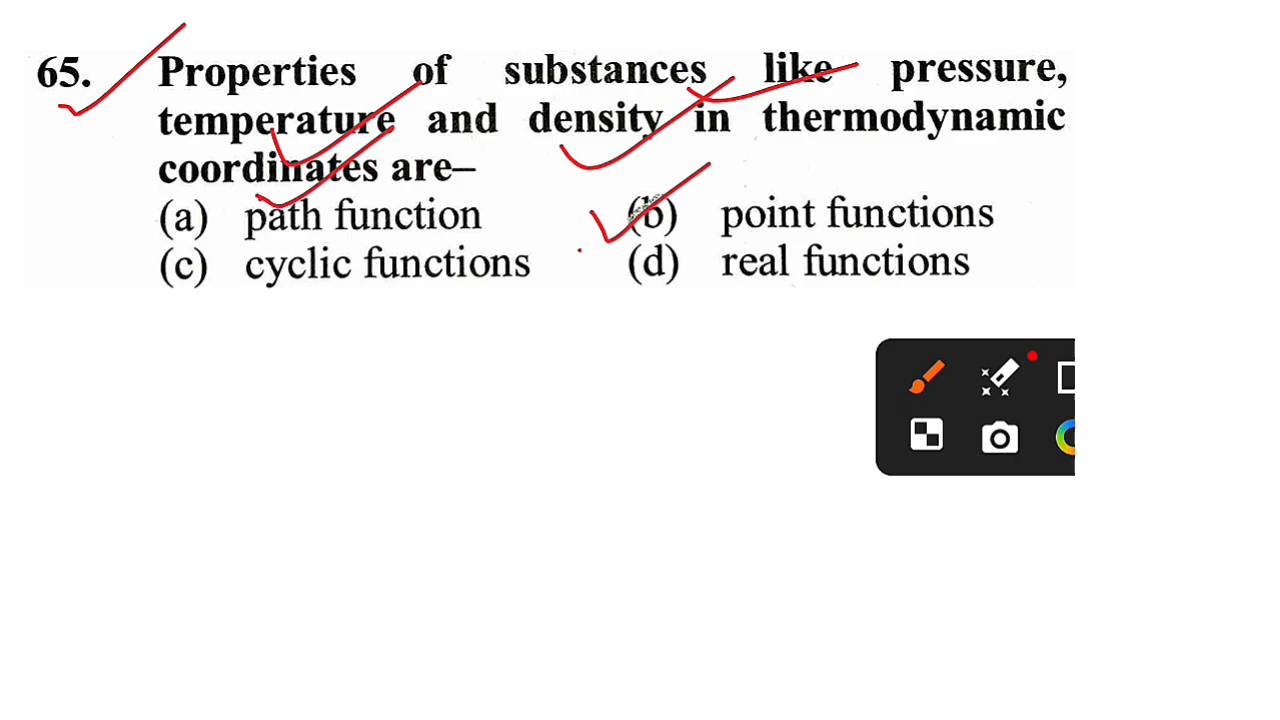 65. Properties of substances like pressure,
temperature and density in thermodynamic
coordinates are–
(a) path function (b) point functions
(c) cyclic functions (d) real functions